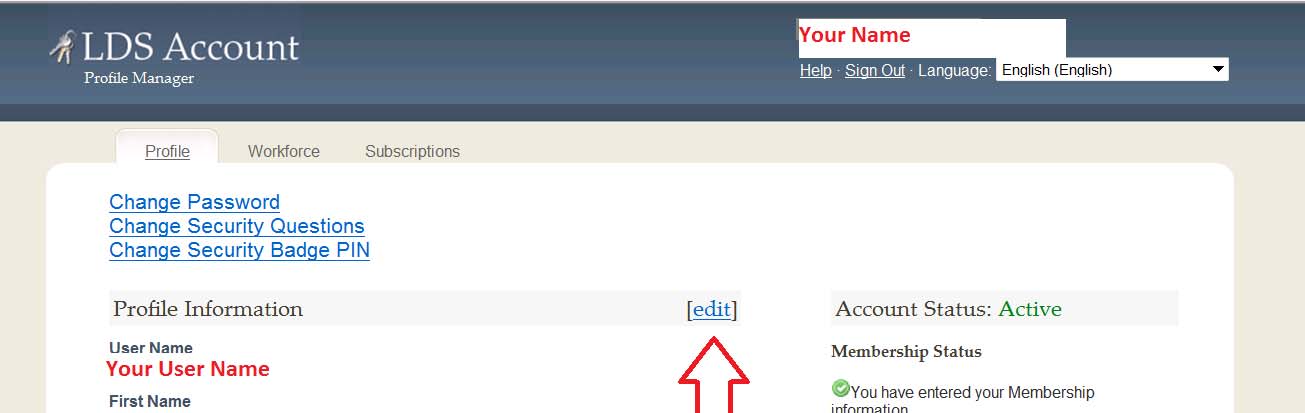 LDS Account
Profile Manager
Your Name
Help · Sign Out · Language: English (English)
Profile Workforce Subscriptions
Change Password
Change Security Questions
Change Security Badge PIN
Profile Information [edit]
User Name
Your User Name
First Name
Account Status: Active
Membership Status
You have entered your Membership
information